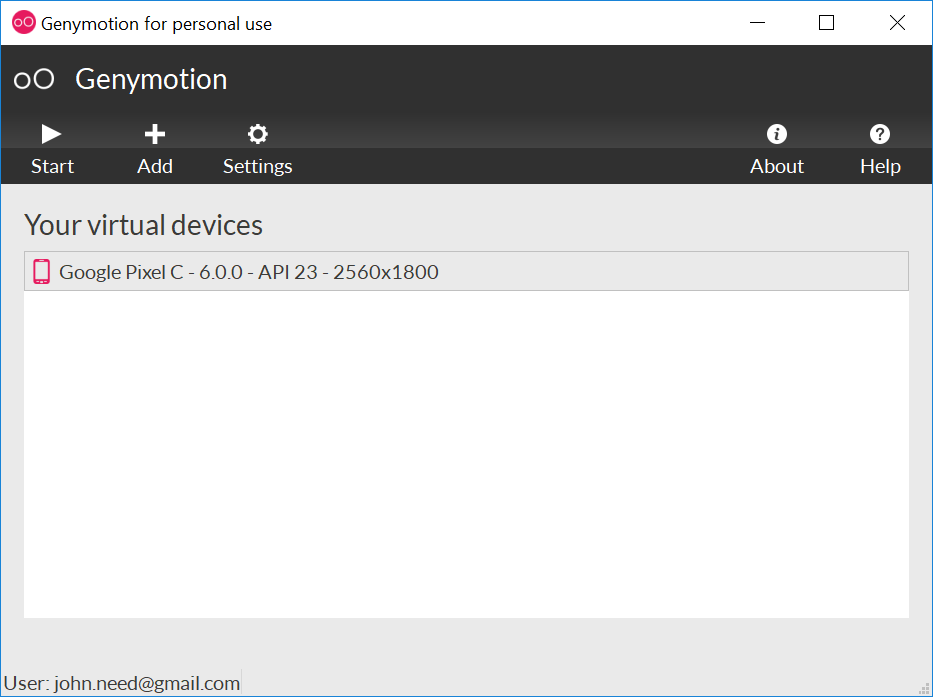 Genymotion for personal use
oO Genymotion
Start Add Settings About Help
Your virtual devices
Google Pixel C - 6.0.0 - API 23 - 2560x1800
User: john.need@gmail.com